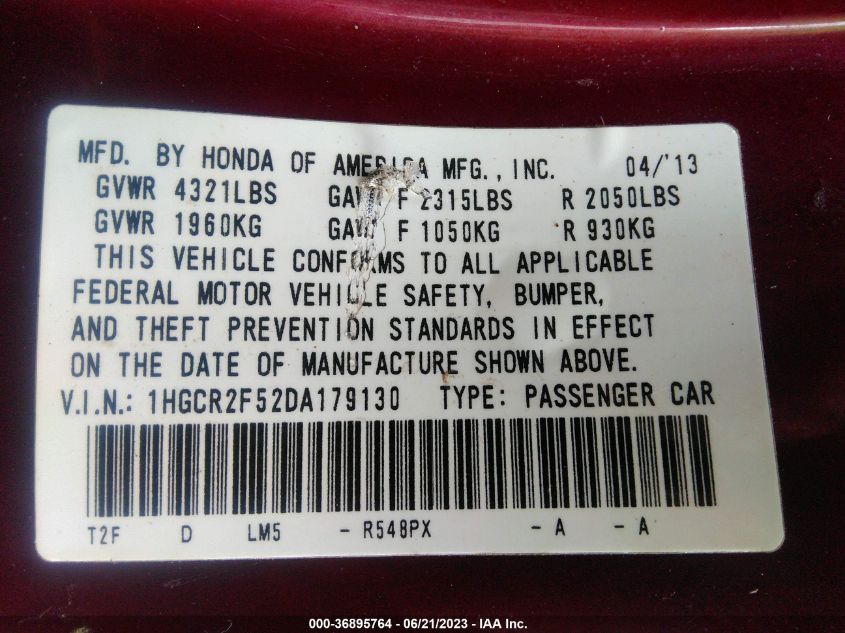 MFD. BY HONDA OF AMERICA MFG., INC. 04/'13
GVWR 4321LBS GAWR F 2315LBS R 2050LBS
GVWR 1960KG GAWR F 1050KG R 930KG
THIS VEHICLE CONFORMS TO ALL APPLICABLE
FEDERAL MOTOR VEHICLE SAFETY, BUMPER,
AND THEFT PREVENTION STANDARDS IN EFFECT
ON THE DATE OF MANUFACTURE SHOWN ABOVE.
V.I.N.: 1HGCR2F52DA179130 TYPE: PASSENGER CAR
T2F D LM5 - R548PX - A - A
000-36895764 / 06/21/2023 - IAA Inc.